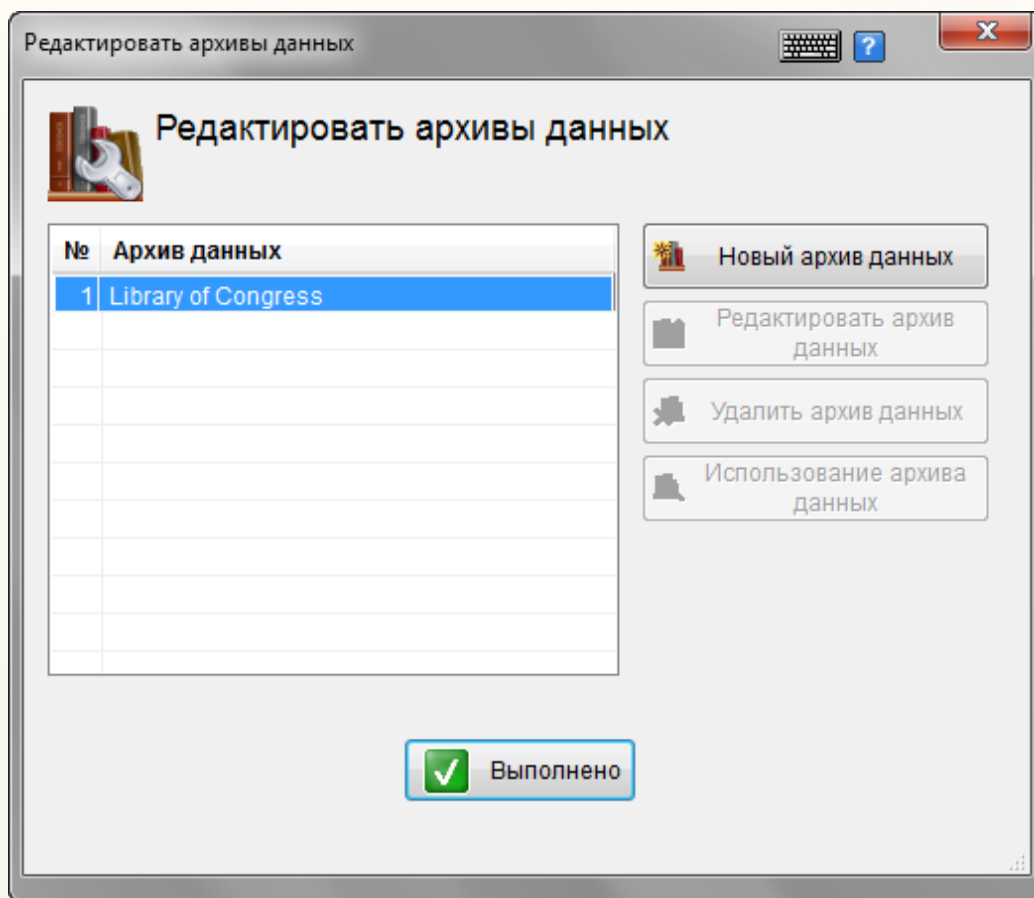 Редактировать архивы данных
?
Редактировать архивы данных
№ Архив данных
1 Library of Congress
Новый архив данных
Редактировать архив
данных
Удалить архив данных
Использование архива
данных
Выполнено